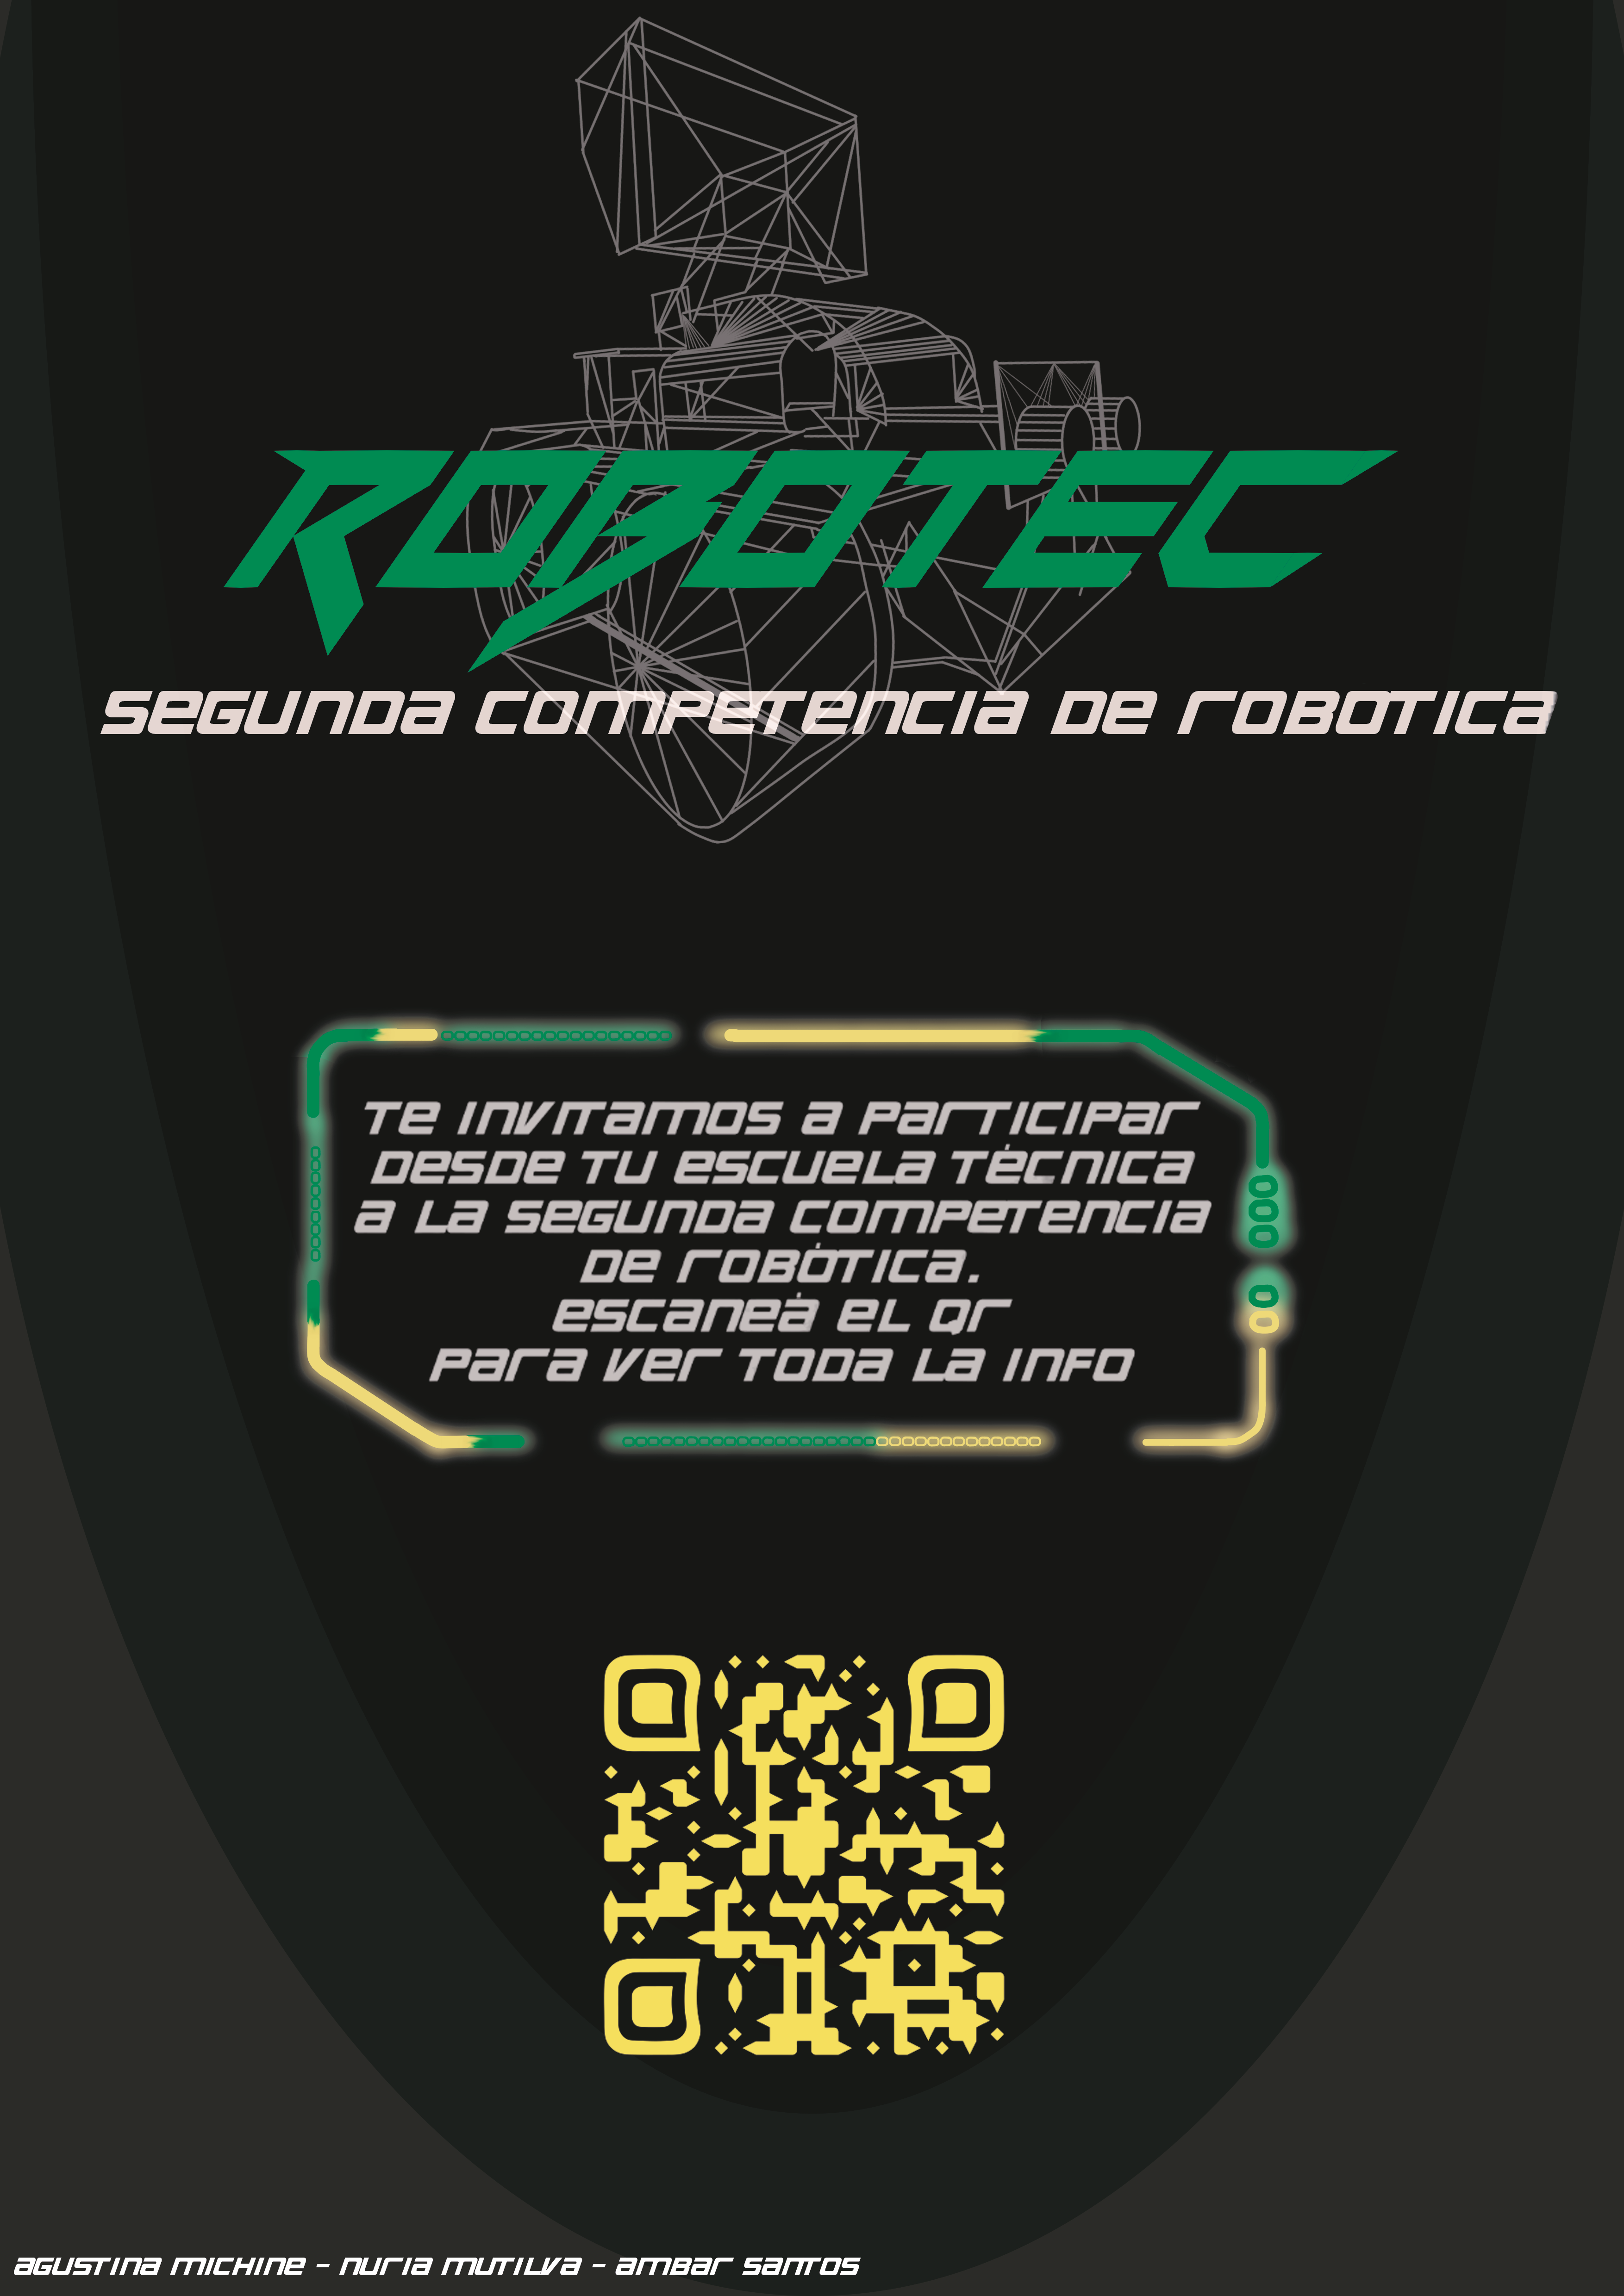 ROBOTEC
SEGUNDA COMPETENCIA DE ROBOTICA
TE INVITAMOS A PARTICIPAR
DESDE TU ESCUELA TÉCNICA
A LA SEGUNDA COMPETENCIA
DE ROBÓTICA.
ESCANEÁ EL QR
PARA VER TODA LA INFO
AGUSTINA MICHINE - NURIA MUTILVA - AMBAR SANTOS